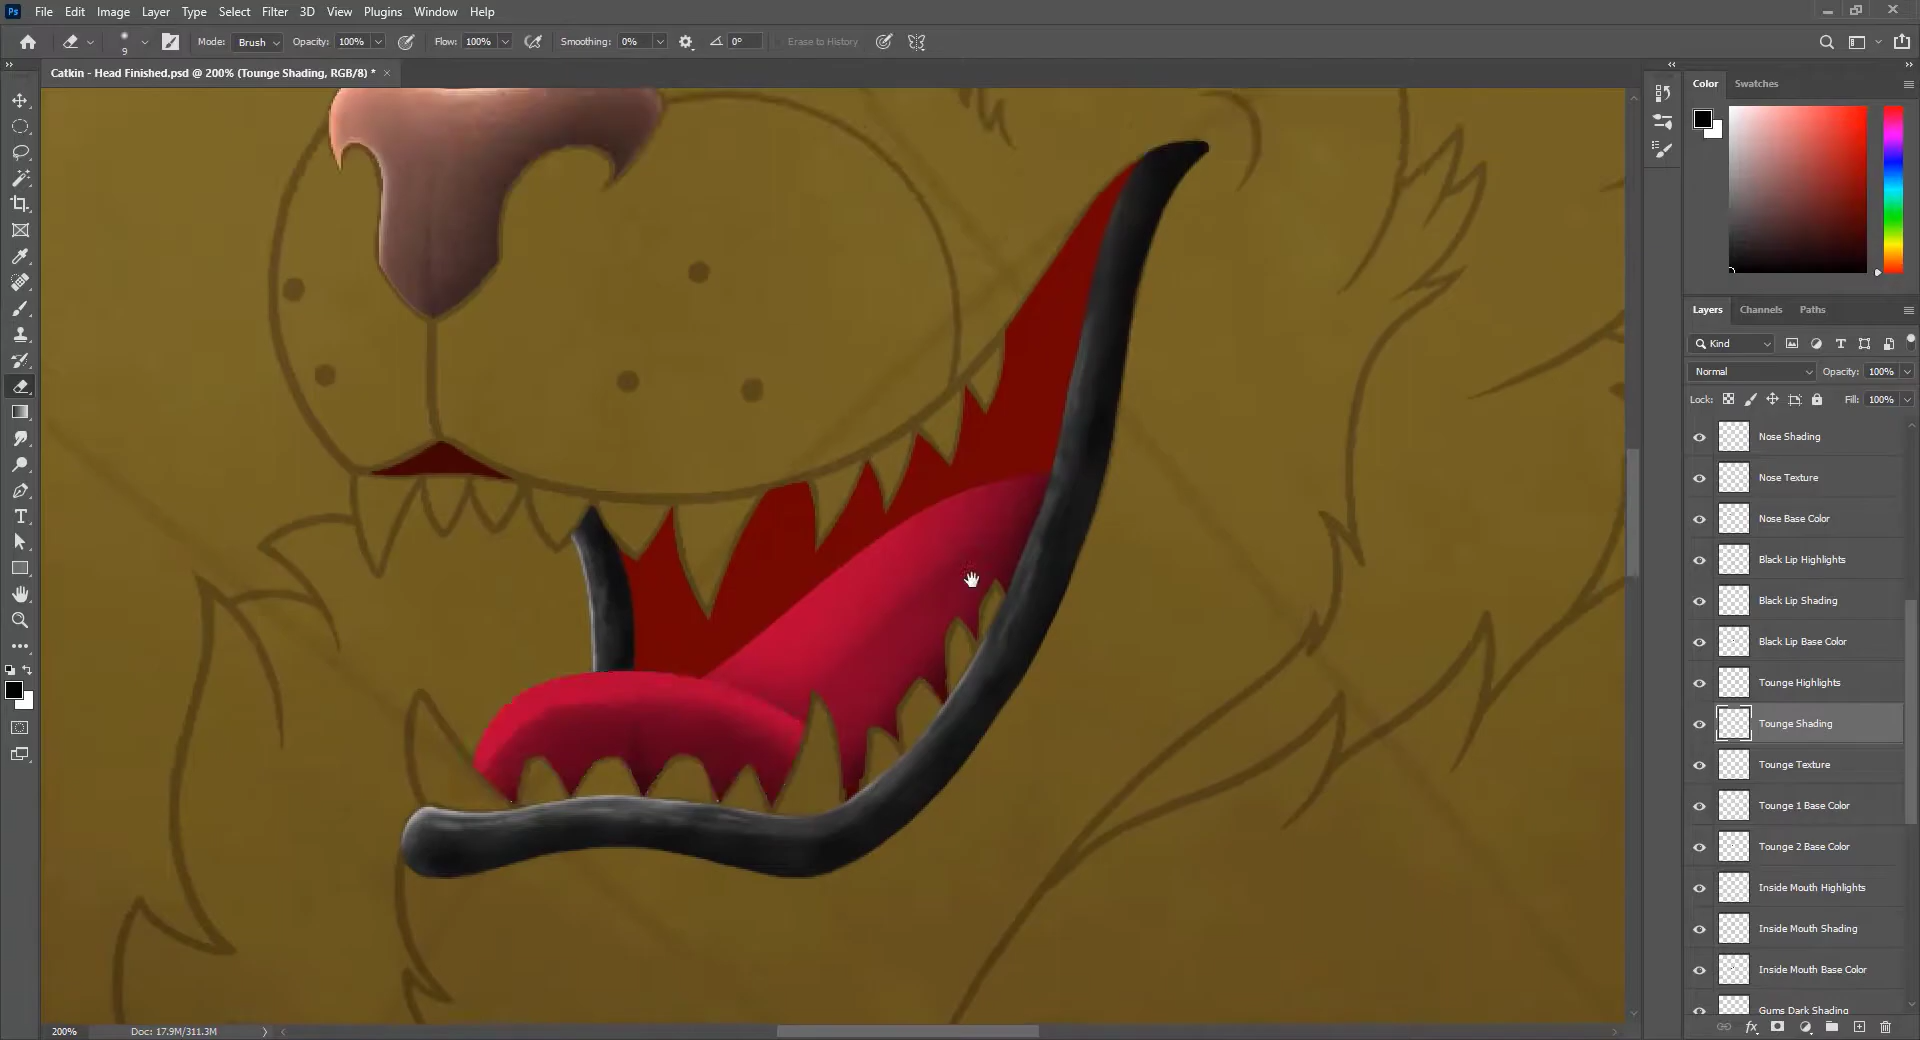 Ps File Edit Image Layer Type Select Filter 3D View Plugins Window Help
9 Mode: Brush Opacity: 100% Flow: 100% Smoothing: 0% 0° Erase to History
Catkin - Head Finished.psd @ 200% (Tounge Shading, RGB/8) *
Color Swatches
Layers Channels Paths
Kind
Normal Opacity: 100%
Lock: Fill: 100%
Nose Shading
Nose Texture
Nose Base Color
Black Lip Highlights
Black Lip Shading
Black Lip Base Color
Tounge Highlights
Tounge Shading
Tounge Texture
Tounge 1 Base Color
Tounge 2 Base Color
Inside Mouth Highlights
Inside Mouth Shading
Inside Mouth Base Color
Gums Dark Shading
200% Doc: 17.9M/311.3M